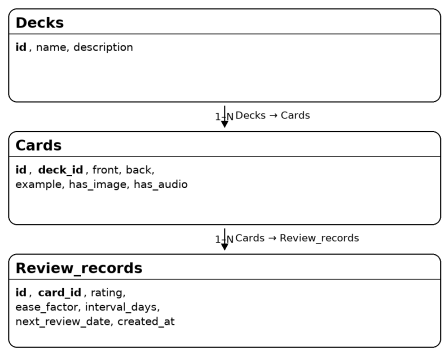 Decks
id , name, description
1–N Decks → Cards
Cards
id , deck_id , front, back,
example, has_image, has_audio
1–N Cards → Review_records
Review_records
id , card_id , rating,
ease_factor, interval_days,
next_review_date, created_at